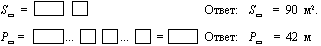 S▭ = ▭ □ Ответ: S▭ = 90 м².
P▭ = ▭... □ □... □ = ▭ Ответ: P▭ = 42 м